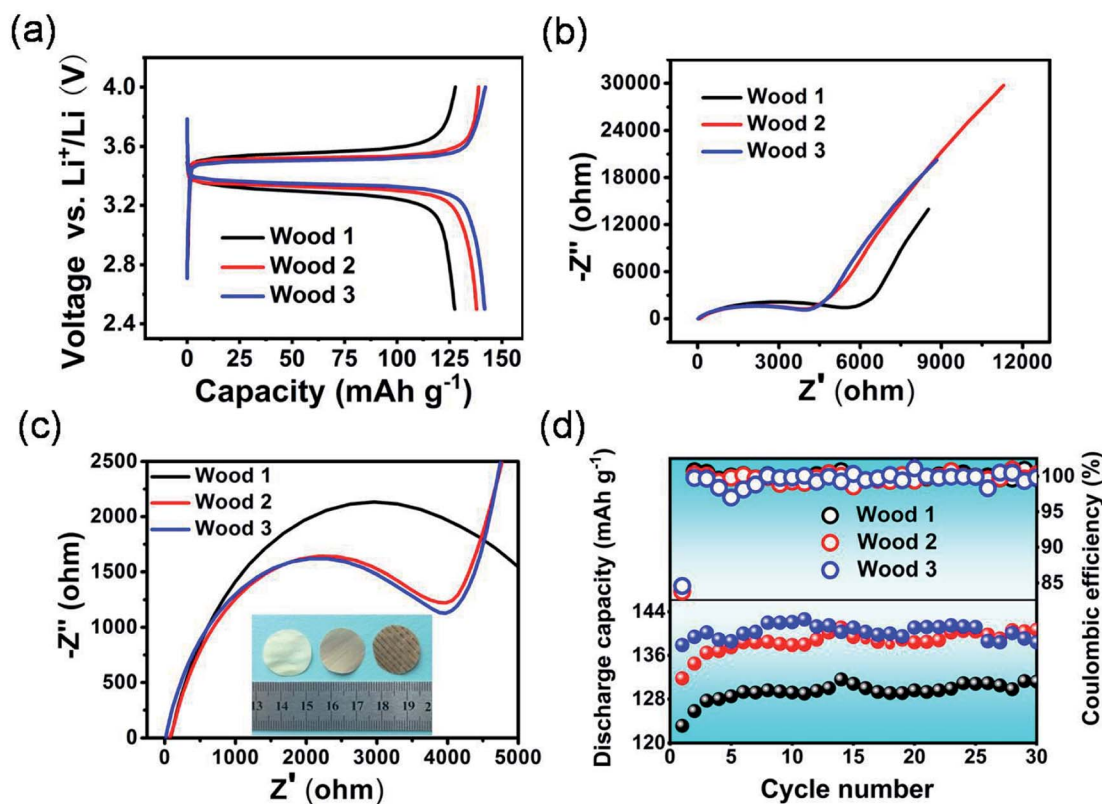 (a)
Voltage vs. Li⁺/Li (V)
4.0
3.6
3.2
2.8
2.4
Wood 1
Wood 2
Wood 3
0 25 50 75 100 125 150
Capacity (mAh g⁻¹)
(b)
-Z'' (ohm)
30000
24000
18000
12000
6000
0
Wood 1
Wood 2
Wood 3
0 3000 6000 9000 12000
Z' (ohm)
(c)
-Z'' (ohm)
2500
2000
1500
1000
500
0
Wood 1
Wood 2
Wood 3
13 14 15 16 17 18 19 2
0 1000 2000 3000 4000 5000
Z' (ohm)
(d)
Discharge capacity (mAh g⁻¹)
144
136
128
120
Wood 1
Wood 2
Wood 3
100
95
90
85
Coulombic efficiency (%)
0 5 10 15 20 25 30
Cycle number